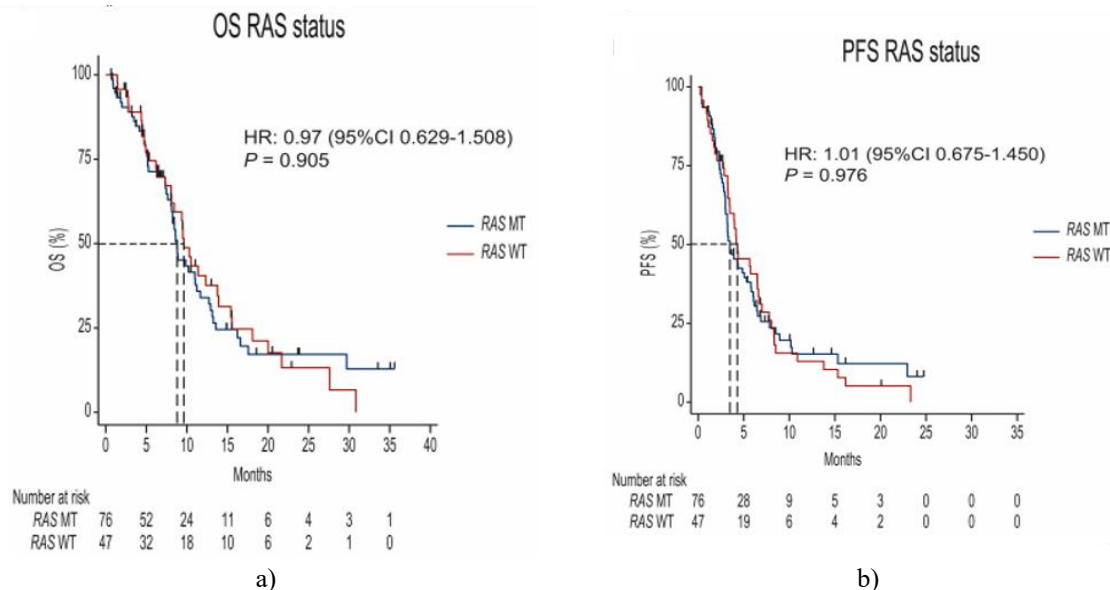 OS RAS status
100
75
50
25
0
OS (%)
HR: 0.97 (95%CI 0.629-1.508)
P = 0.905
RAS MT
RAS WT
0 5 10 15 20 25 30 35 40
Months
Number at risk
RAS MT 76 52 24 11 6 4 3 1
RAS WT 47 32 18 10 6 2 1 0
a)
PFS RAS status
100
75
50
25
0
PFS (%)
HR: 1.01 (95%CI 0.675-1.450)
P = 0.976
RAS MT
RAS WT
0 5 10 15 20 25 30 35
Months
Number at risk
RAS MT 76 28 9 5 3 0 0 0
RAS WT 47 19 6 4 2 0 0 0
b)